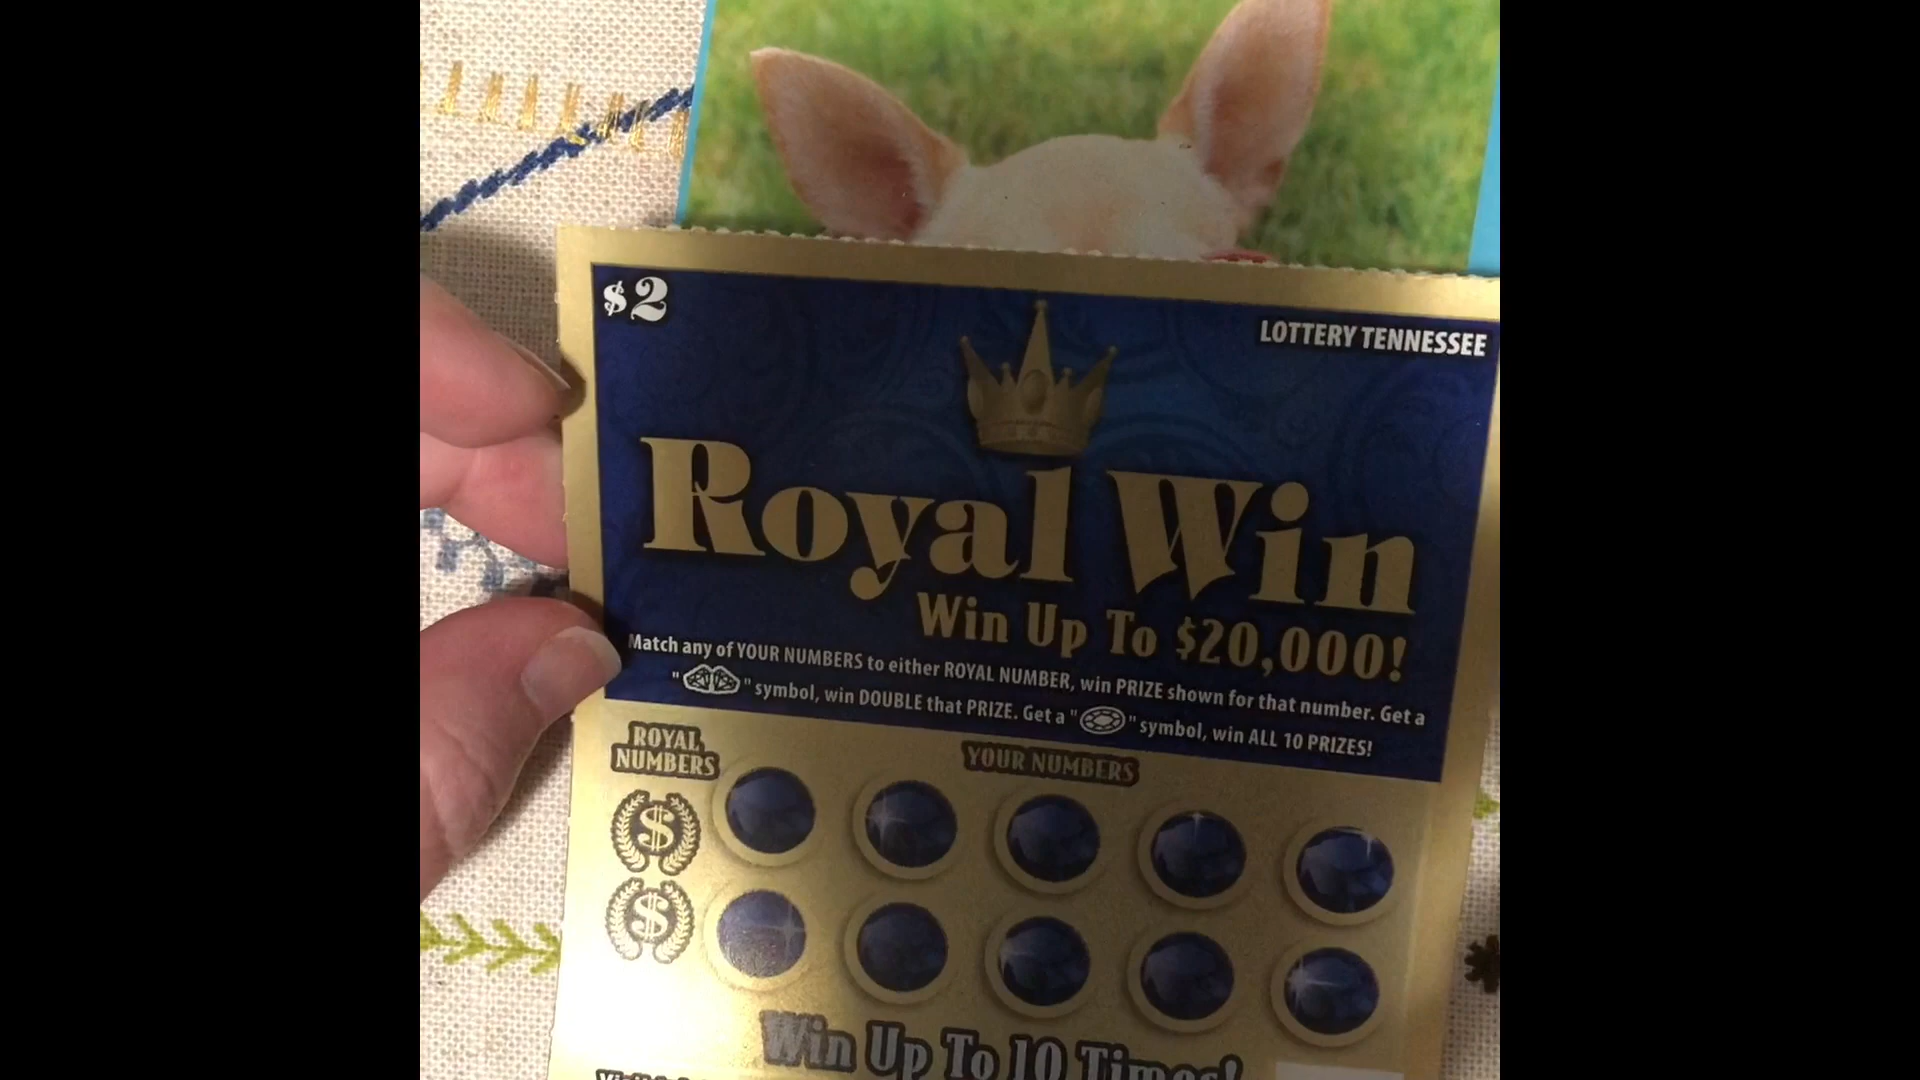 $2
LOTTERY TENNESSEE
Royal Win
Win Up To $20,000!
Match any of YOUR NUMBERS to either ROYAL NUMBER, win PRIZE shown for that number. Get a
" " symbol, win DOUBLE that PRIZE. Get a " " symbol, win ALL 10 PRIZES!
ROYAL
NUMBERS
YOUR NUMBERS
$
$
Win Up To 10 Times!